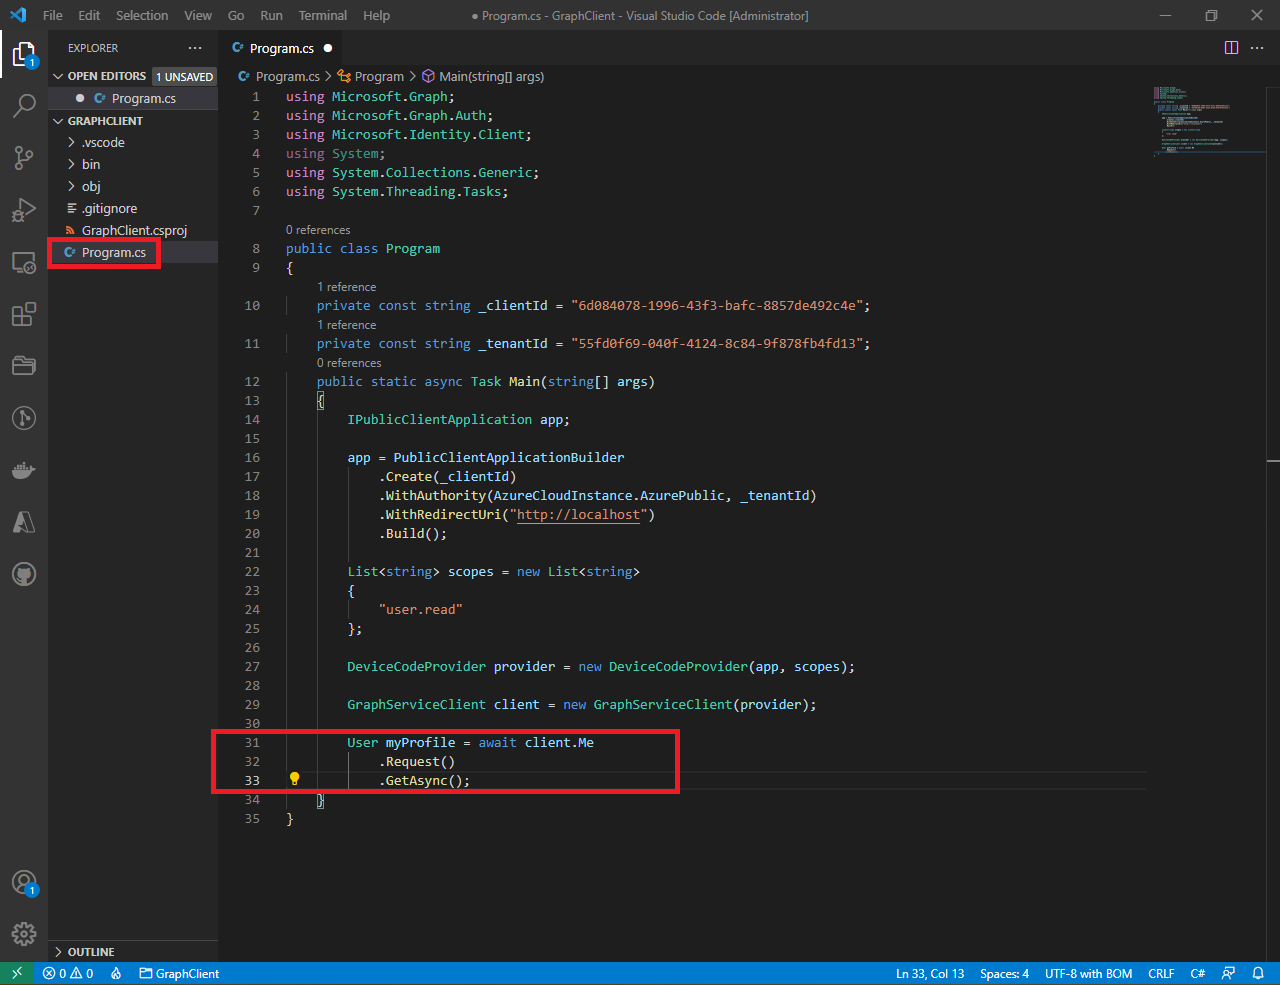 File Edit Selection View Go Run Terminal Help
● Program.cs - GraphClient - Visual Studio Code [Administrator]
EXPLORER ···
OPEN EDITORS 1 UNSAVED
● C# Program.cs
GRAPHCLIENT
.vscode
bin
obj
.gitignore
GraphClient.csproj
C# Program.cs
OUTLINE
1
1
C# Program.cs ●
C# Program.cs > Program > Main(string[] args)
1 using Microsoft.Graph;
2 using Microsoft.Graph.Auth;
3 using Microsoft.Identity.Client;
4 using System;
5 using System.Collections.Generic;
6 using System.Threading.Tasks;
7
0 references
8 public class Program
9 {
1 reference
10 private const string _clientId = "6d084078-1996-43f3-bafc-8857de492c4e";
1 reference
11 private const string _tenantId = "55fd0f69-040f-4124-8c84-9f878fb4fd13";
0 references
12 public static async Task Main(string[] args)
13 {
14 IPublicClientApplication app;
15
16 app = PublicClientApplicationBuilder
17 .Create(_clientId)
18 .WithAuthority(AzureCloudInstance.AzurePublic, _tenantId)
19 .WithRedirectUri("http://localhost")
20 .Build();
21
22 List<string> scopes = new List<string>
23 {
24 "user.read"
25 };
26
27 DeviceCodeProvider provider = new DeviceCodeProvider(app, scopes);
28
29 GraphServiceClient client = new GraphServiceClient(provider);
30
31 User myProfile = await client.Me
32 .Request()
33 .GetAsync();
34 }
35 }
0 0 GraphClient Ln 33, Col 13 Spaces: 4 UTF-8 with BOM CRLF C#